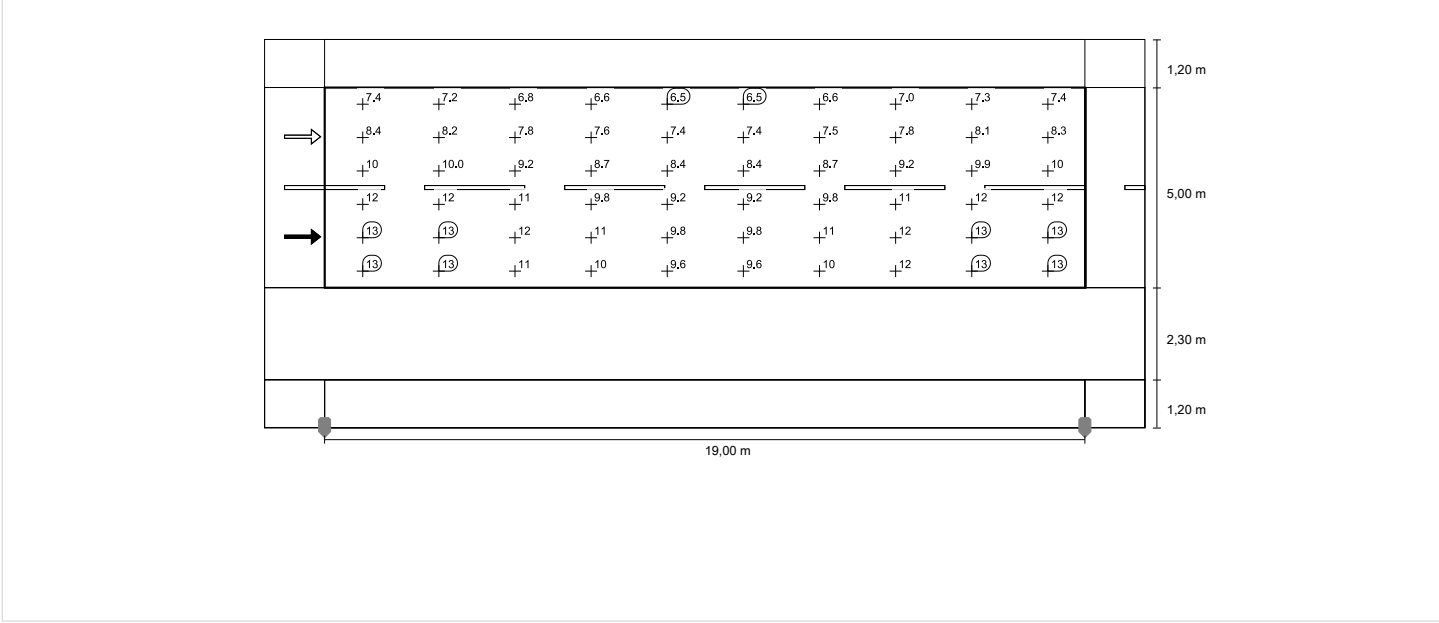 1,20 m
7.4 7.2 6.8 6.6 6.5 6.5 6.6 7.0 7.3 7.4
8.4 8.2 7.8 7.6 7.4 7.4 7.5 7.8 8.1 8.3
10 10.0 9.2 8.7 8.4 8.4 8.7 9.2 9.9 10
5,00 m
12 12 11 9.8 9.2 9.2 9.8 11 12 12
13 13 12 11 9.8 9.8 11 12 13 13
13 13 11 10 9.6 9.6 10 12 13 13
2,30 m
1,20 m
19,00 m